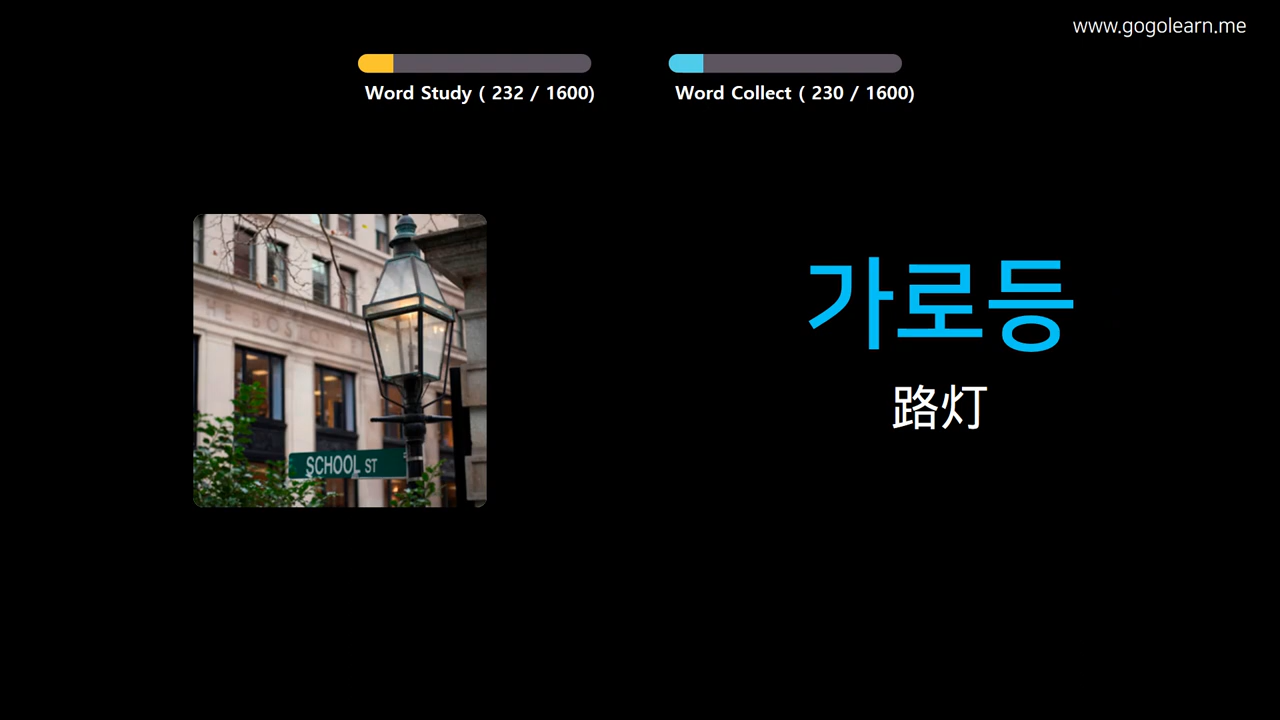 www.gogolearn.me
Word Study ( 232 / 1600)
Word Collect ( 230 / 1600)
가로등
路灯
SCHOOL ST